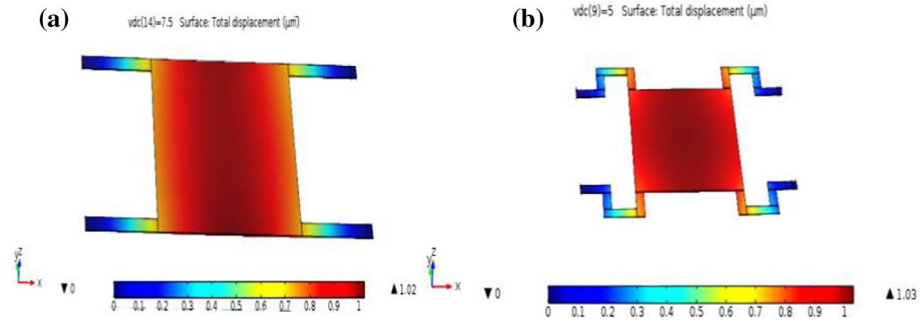 (a)
vdc(14)=7.5 Surface: Total displacement (μm)
y z
x
▼ 0
0 0.1 0.2 0.3 0.4 0.5 0.6 0.7 0.8 0.9 1
▲ 1.02
(b)
vdc(9)=5 Surface: Total displacement (μm)
y z
x
▼ 0
0 0.1 0.2 0.3 0.4 0.5 0.6 0.7 0.8 0.9 1
▲ 1.03